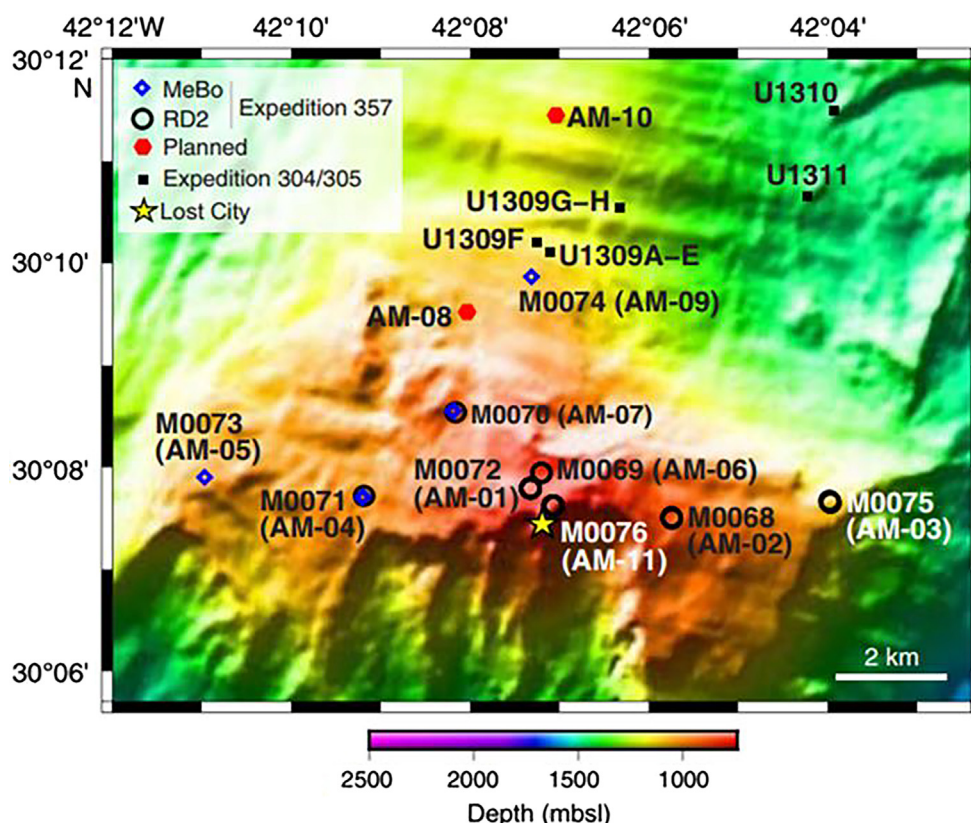 42°12'W
42°10'
42°08'
42°06'
42°04'
30°12'
N
MeBo
RD2
Expedition 357
Planned
Expedition 304/305
Lost City
U1310
AM-10
U1311
U1309G–H
U1309F
U1309A–E
30°10'
M0074 (AM-09)
AM-08
M0070 (AM-07)
M0073
(AM-05)
30°08'
M0072
(AM-01)
M0069 (AM-06)
M0071
(AM-04)
M0076
(AM-11)
M0068
(AM-02)
M0075
(AM-03)
30°06'
2 km
2500
2000
1500
1000
Depth (mbsl)